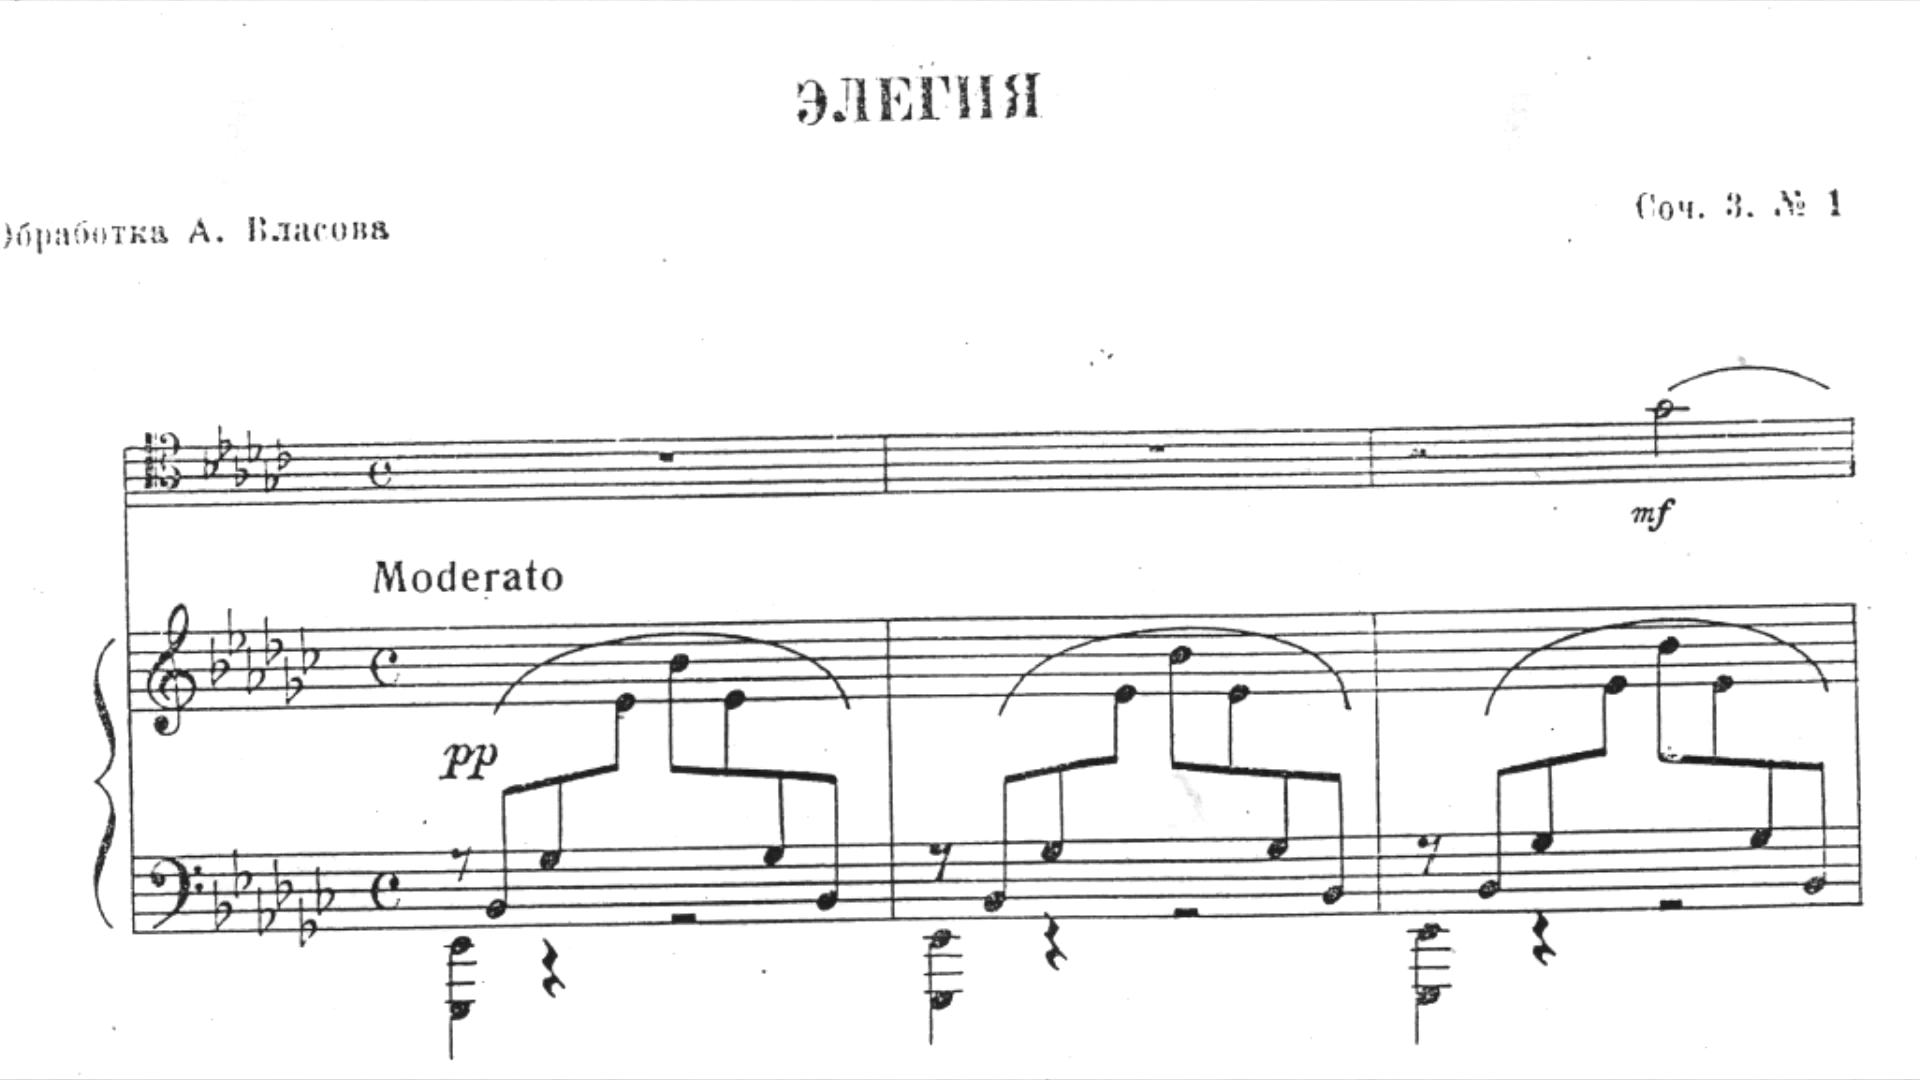 ЭЛЕГИЯ
Обработка А. Власова
Соч. 3. № 1
mf
Moderato
pp